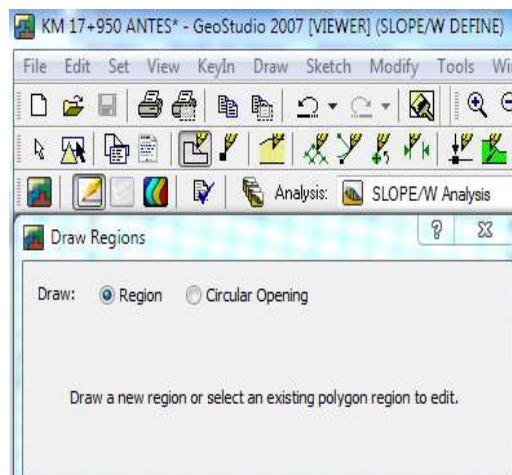 KM 17+950 ANTES* - GeoStudio 2007 [VIEWER] (SLOPE/W DEFINE)
File Edit Set View KeyIn Draw Sketch Modify Tools
Analysis: SLOPE/W Analysis
Draw Regions
Draw: Region Circular Opening
Draw a new region or select an existing polygon region to edit.